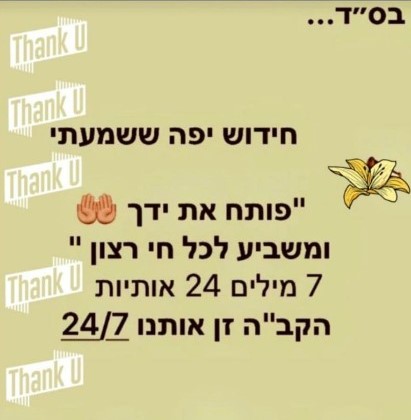 בס״ד...
Thank U
Thank U
חידוש יפה ששמעתי
Thank U
"פותח את ידך
ומשביע לכל חי רצון "
Thank U
7 מילים 24 אותיות
הקב"ה זן אותנו 24/7
Thank U